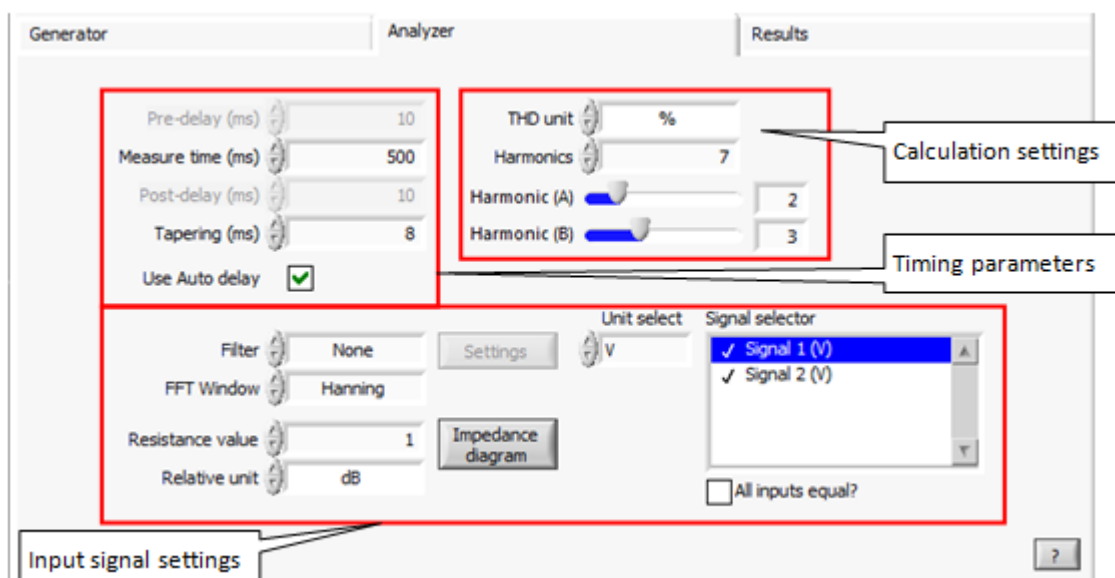 Generator
Analyzer
Results
Pre-delay (ms) 10
Measure time (ms) 500
Post-delay (ms) 10
Tapering (ms) 8
Use Auto delay
THD unit %
Harmonics 7
Harmonic (A) 2
Harmonic (B) 3
Calculation settings
Timing parameters
Filter None
Settings
FFT Window Hanning
Resistance value 1
Relative unit dB
Impedance
diagram
Unit select
V
Signal selector
✓ Signal 1 (V)
✓ Signal 2 (V)
All inputs equal?
Input signal settings
?